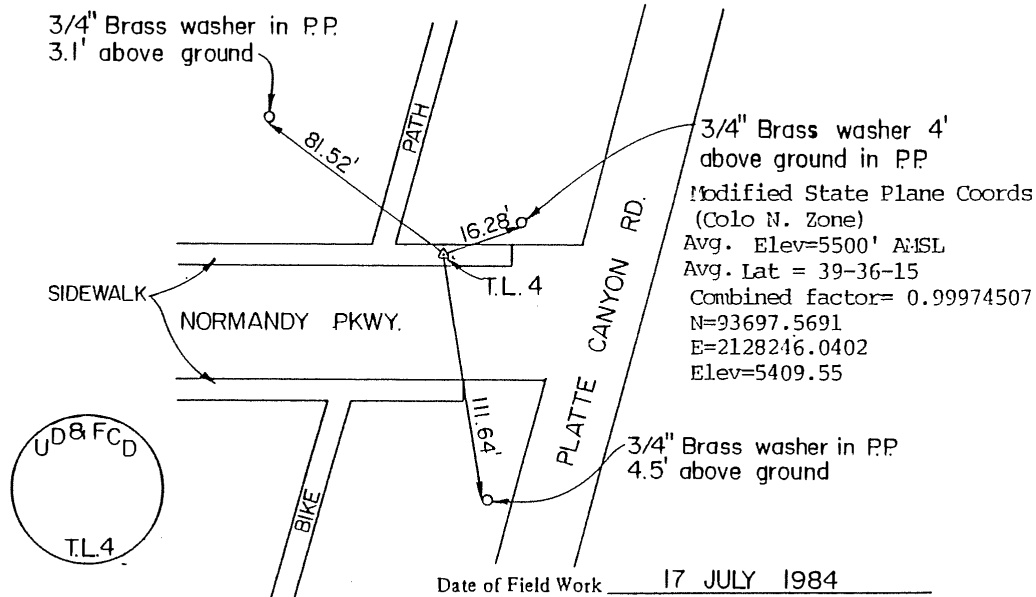 3/4" Brass washer in P.P.
3.1' above ground
PATH
81.52'
3/4" Brass washer 4'
above ground in P.P.
Modified State Plane Coords
(Colo N. Zone)
Avg. Elev=5500' AMSL
Avg. Lat = 39-36-15
Combined factor= 0.99974507
N=93697.5691
E=2128246.0402
Elev=5409.55
16.28'
T.L. 4
SIDEWALK
NORMANDY PKWY.
PLATTE CANYON RD.
111.64'
3/4" Brass washer in P.P.
4.5' above ground
UD&FCD
T.L.4
BIKE
Date of Field Work 17 JULY 1984